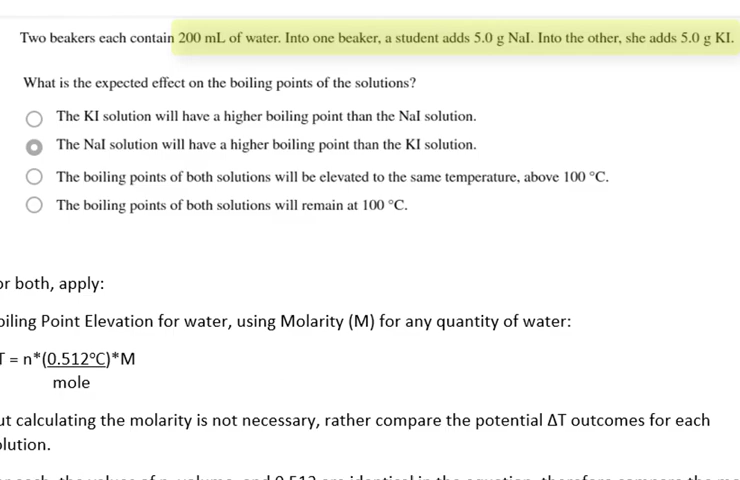 Two beakers each contain 200 mL of water. Into one beaker, a student adds 5.0 g NaI. Into the other, she adds 5.0 g KI.
What is the expected effect on the boiling points of the solutions?
The KI solution will have a higher boiling point than the NaI solution.
The NaI solution will have a higher boiling point than the KI solution.
The boiling points of both solutions will be elevated to the same temperature, above 100 °C.
The boiling points of both solutions will remain at 100 °C.
or both, apply:
oiling Point Elevation for water, using Molarity (M) for any quantity of water:
T = n*(0.512°C)*M
mole
ut calculating the molarity is not necessary, rather compare the potential ΔT outcomes for each
olution.